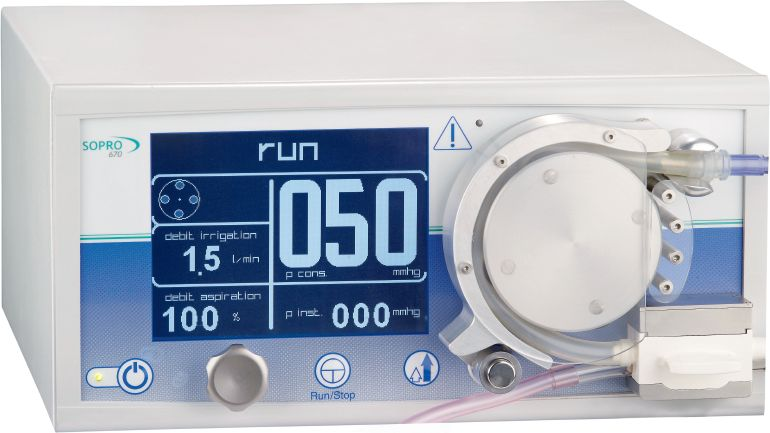 SOPRO
670
run
debit irrigation
1.5 l/min
050
p cons. mmhg
debit aspiration
100 %
p inst. 000 mmhg
Run/Stop